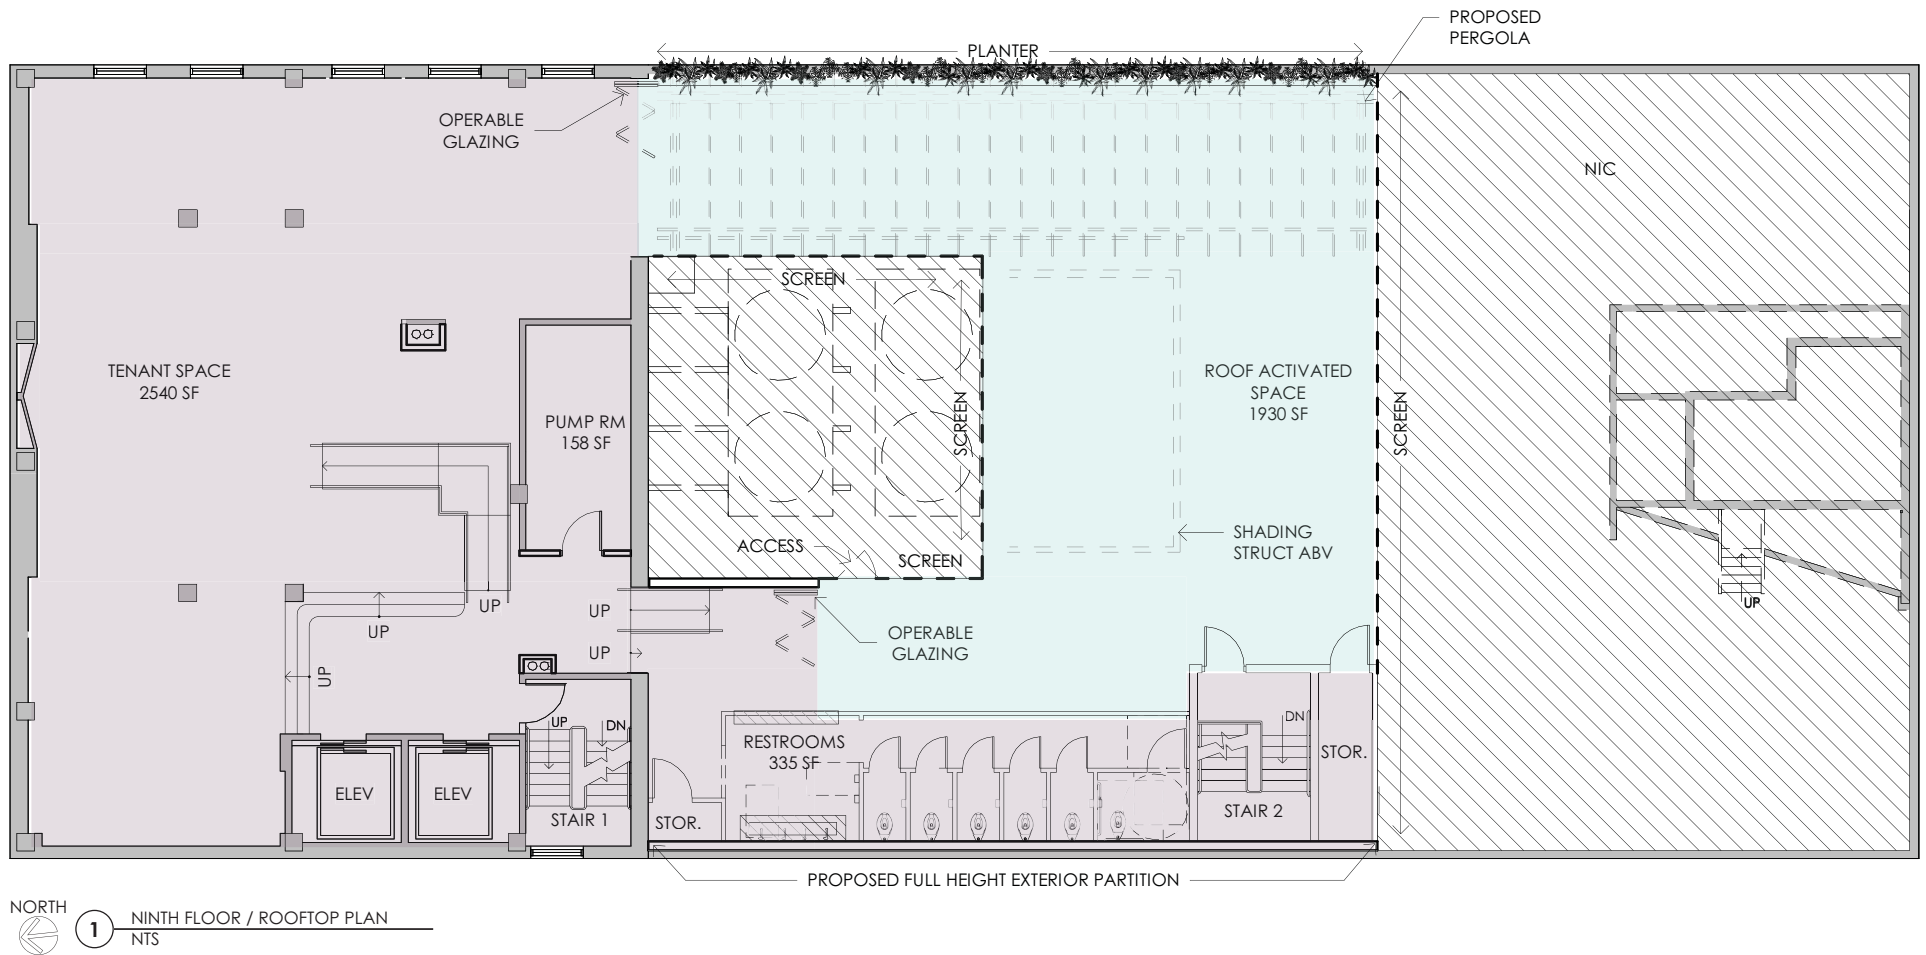 PROPOSED
PERGOLA
PLANTER
OPERABLE
GLAZING
NIC
SCREEN
TENANT SPACE
2540 SF
ROOF ACTIVATED
SPACE
1930 SF
SCREEN
SCREEN
PUMP RM
158 SF
SHADING
STRUCT ABV
ACCESS
SCREEN
UP
UP
UP
UP
OPERABLE
GLAZING
UP
UP
UP
DN
DN
RESTROOMS
335 SF
STOR.
ELEV
ELEV
STAIR 1
STOR.
STAIR 2
PROPOSED FULL HEIGHT EXTERIOR PARTITION
NORTH
1
NINTH FLOOR / ROOFTOP PLAN
NTS